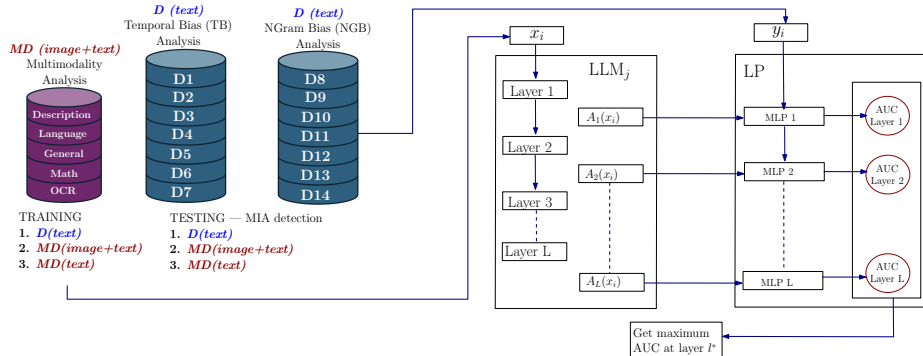 MD (image+text)
Multimodality
Analysis
Description
Language
General
Math
OCR
D (text)
Temporal Bias (TB)
Analysis
D1
D2
D3
D4
D5
D6
D7
D (text)
NGram Bias (NGB)
Analysis
D8
D9
D10
D11
D12
D13
D14
TRAINING
1. D(text)
2. MD(image+text)
3. MD(text)
TESTING — MIA detection
1. D(text)
2. MD(image+text)
3. MD(text)
x_i
LLM_j
Layer 1
Layer 2
Layer 3
Layer L
A_1(x_i)
A_2(x_i)
A_L(x_i)
y_i
LP
MLP 1
MLP 2
MLP L
AUC
Layer 1
AUC
Layer 2
AUC
Layer L
Get maximum
AUC at layer l*